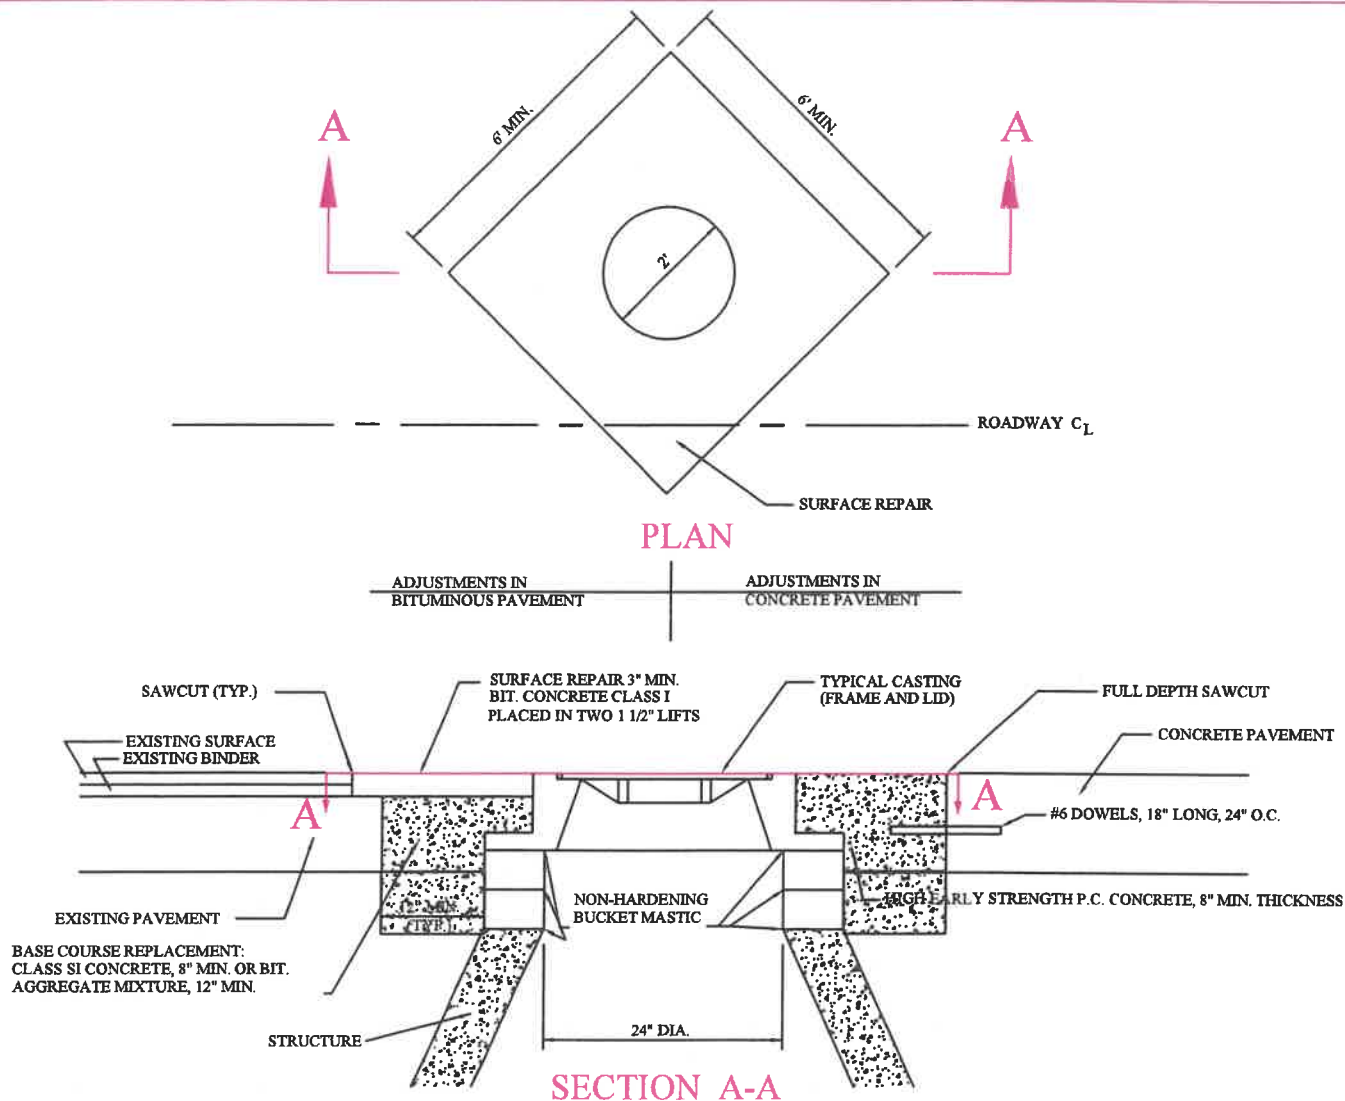 6' MIN.
6' MIN.
A
A
2'
ROADWAY CL
SURFACE REPAIR
PLAN
ADJUSTMENTS IN
BITUMINOUS PAVEMENT
ADJUSTMENTS IN
CONCRETE PAVEMENT
SAWCUT (TYP.)
SURFACE REPAIR 3" MIN.
BIT. CONCRETE CLASS I
PLACED IN TWO 1 1/2" LIFTS
TYPICAL CASTING
(FRAME AND LID)
FULL DEPTH SAWCUT
EXISTING SURFACE
EXISTING BINDER
CONCRETE PAVEMENT
A
A
#6 DOWELS, 18" LONG, 24" O.C.
NON-HARDENING
BUCKET MASTIC
HIGH EARLY STRENGTH P.C. CONCRETE, 8" MIN. THICKNESS
MIN.
(TYP.)
EXISTING PAVEMENT
BASE COURSE REPLACEMENT:
CLASS SI CONCRETE, 8" MIN. OR BIT.
AGGREGATE MIXTURE, 12" MIN.
STRUCTURE
24" DIA.
SECTION A-A